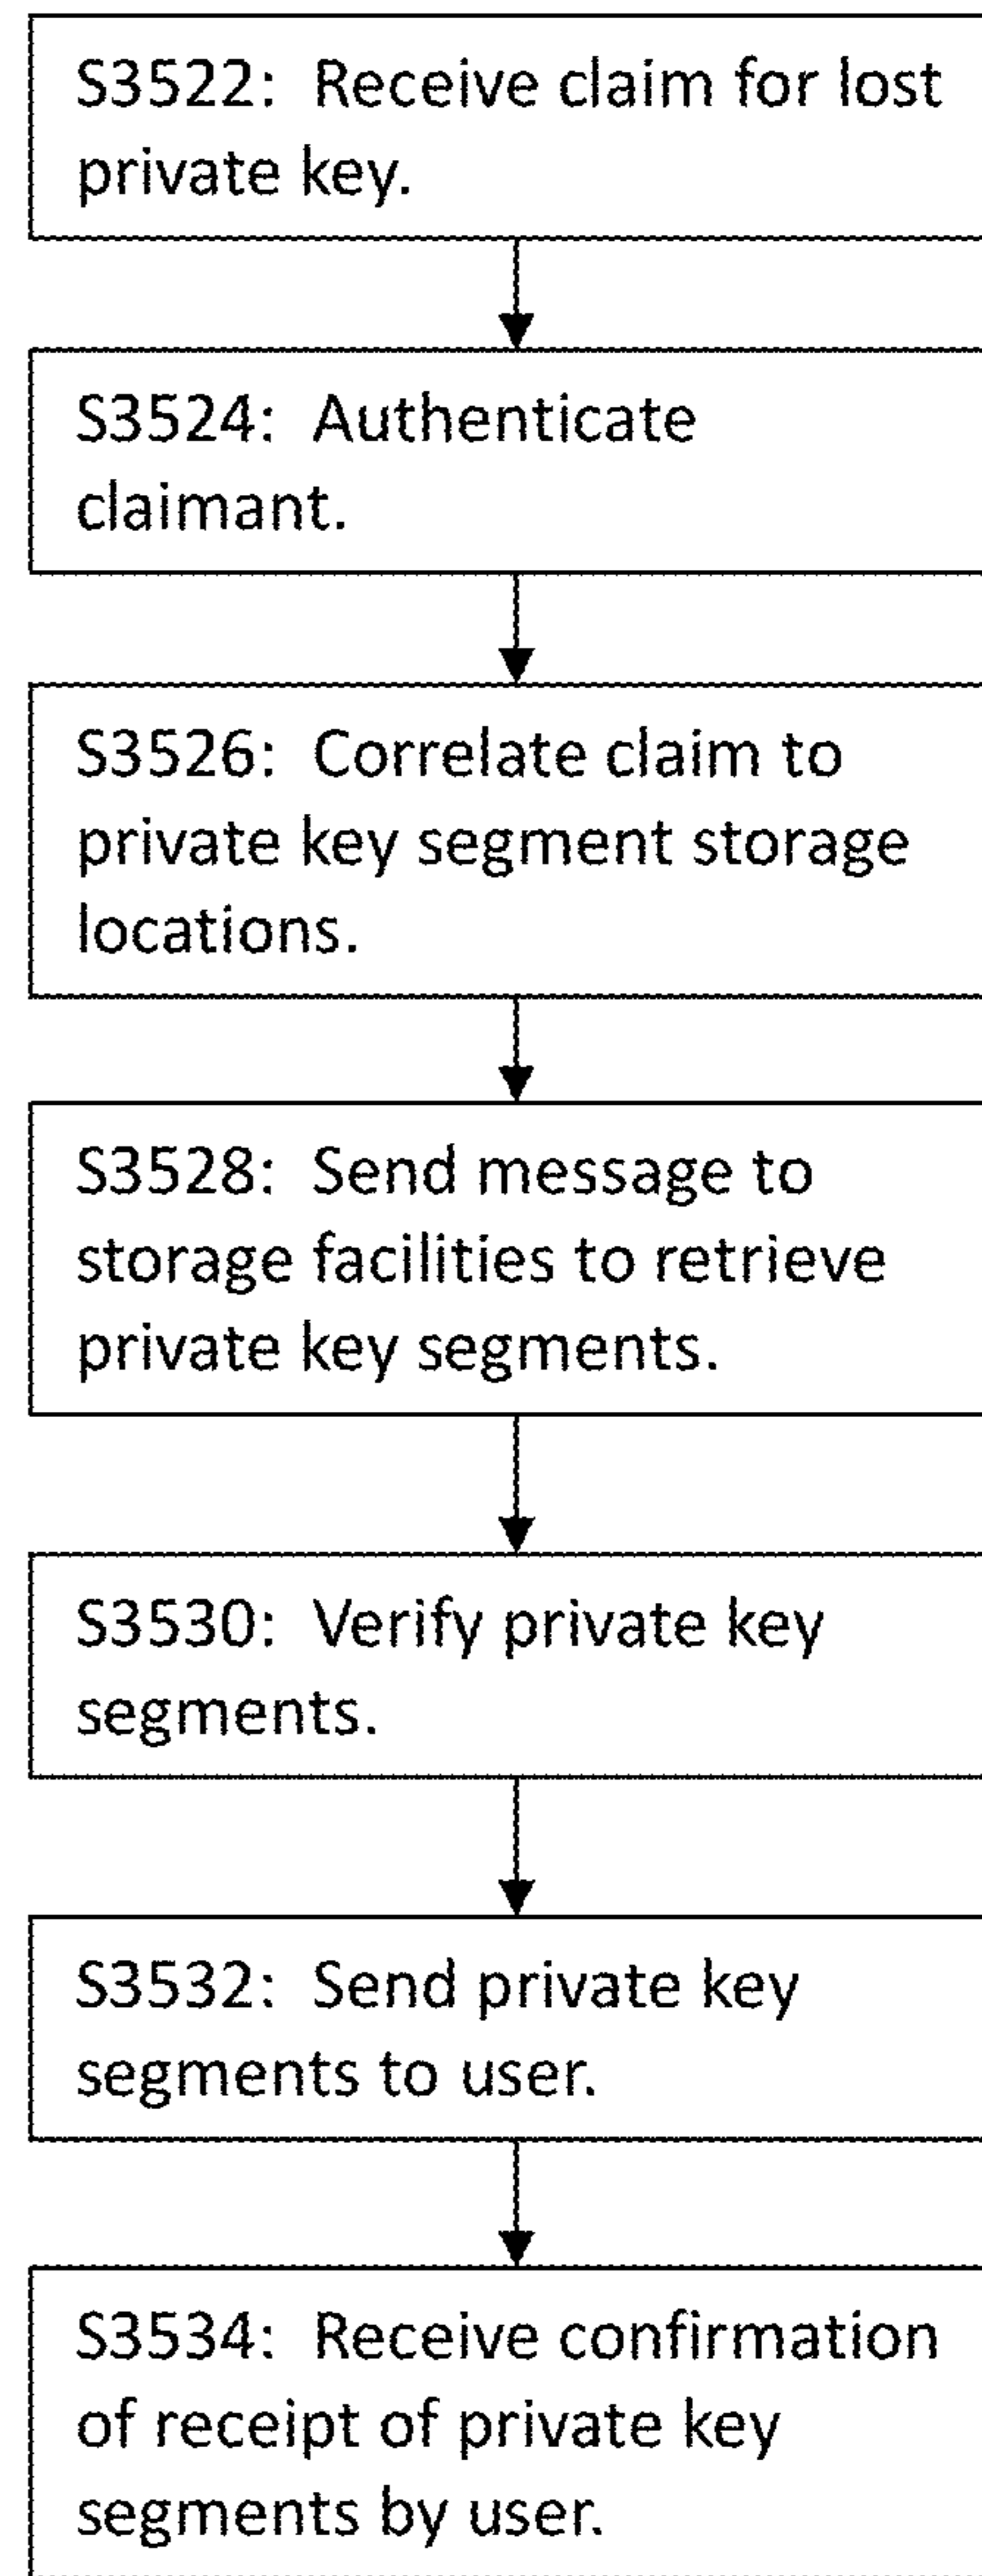 S3522: Receive claim for lost
private key.
S3524: Authenticate
claimant.
S3526: Correlate claim to
private key segment storage
locations.
S3528: Send message to
storage facilities to retrieve
private key segments.
S3530: Verify private key
segments.
S3532: Send private key
segments to user.
S3534: Receive confirmation
of receipt of private key
segments by user.